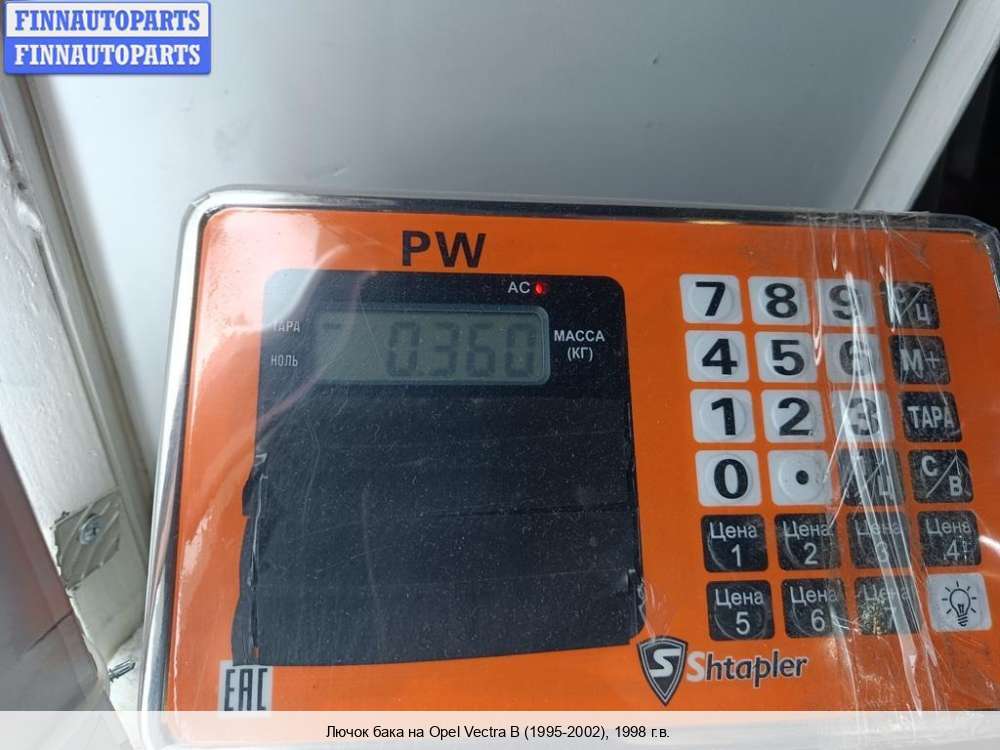 FINNAUTOPARTS
FINNAUTOPARTS
PW
AC
ТАРА
НОЛЬ
0.360
МАССА
(КГ)
7 8 9
4 5 6 М+
1 2 3 ТАРА
0 . С/В
Цена 1 Цена 2 Цена 3 Цена 4
Цена 5 Цена 6
EAC
Shtapler
Лючок бака на Opel Vectra B (1995-2002), 1998 г.в.